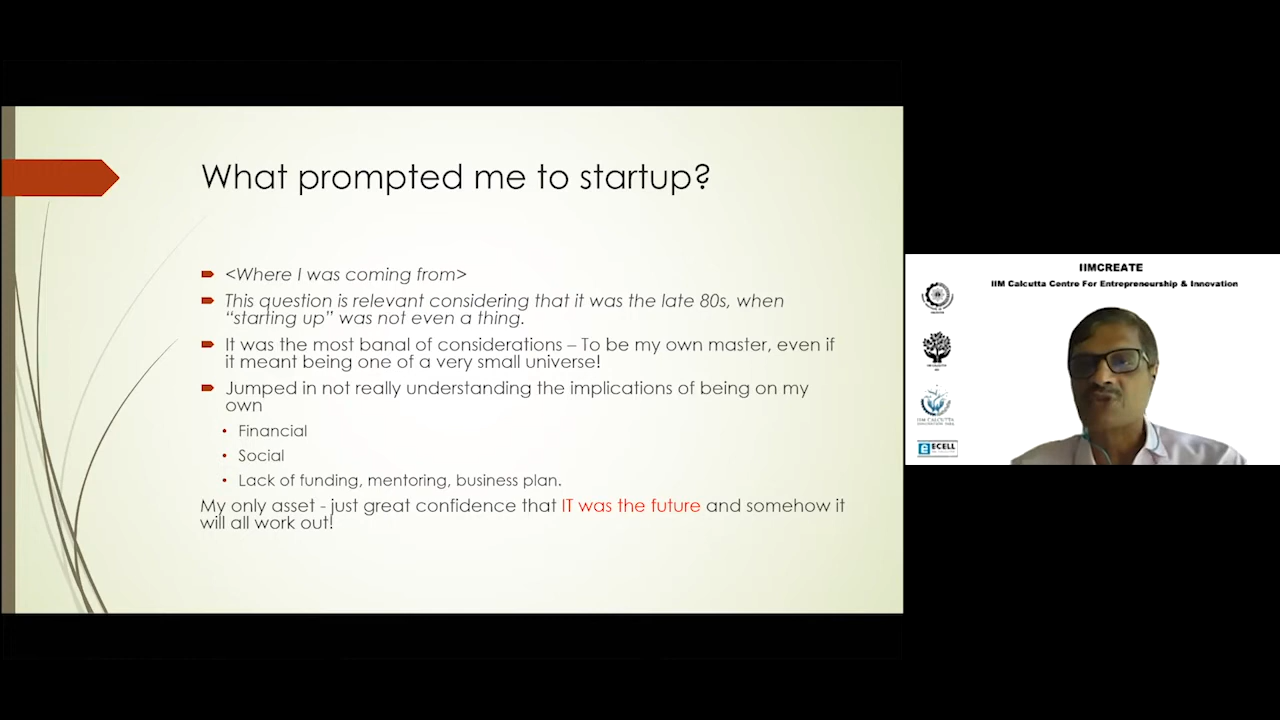 What prompted me to startup?
<Where I was coming from>
This question is relevant considering that it was the late 80s, when
“starting up” was not even a thing.
It was the most banal of considerations – To be my own master, even if
it meant being one of a very small universe!
Jumped in not really understanding the implications of being on my
own
Financial
Social
Lack of funding, mentoring, business plan.
My only asset - just great confidence that IT was the future and somehow it
will all work out!
IIMCREATE
IIM Calcutta Centre For Entrepreneurship & Innovation
IIM CALCUTTA
ECELL